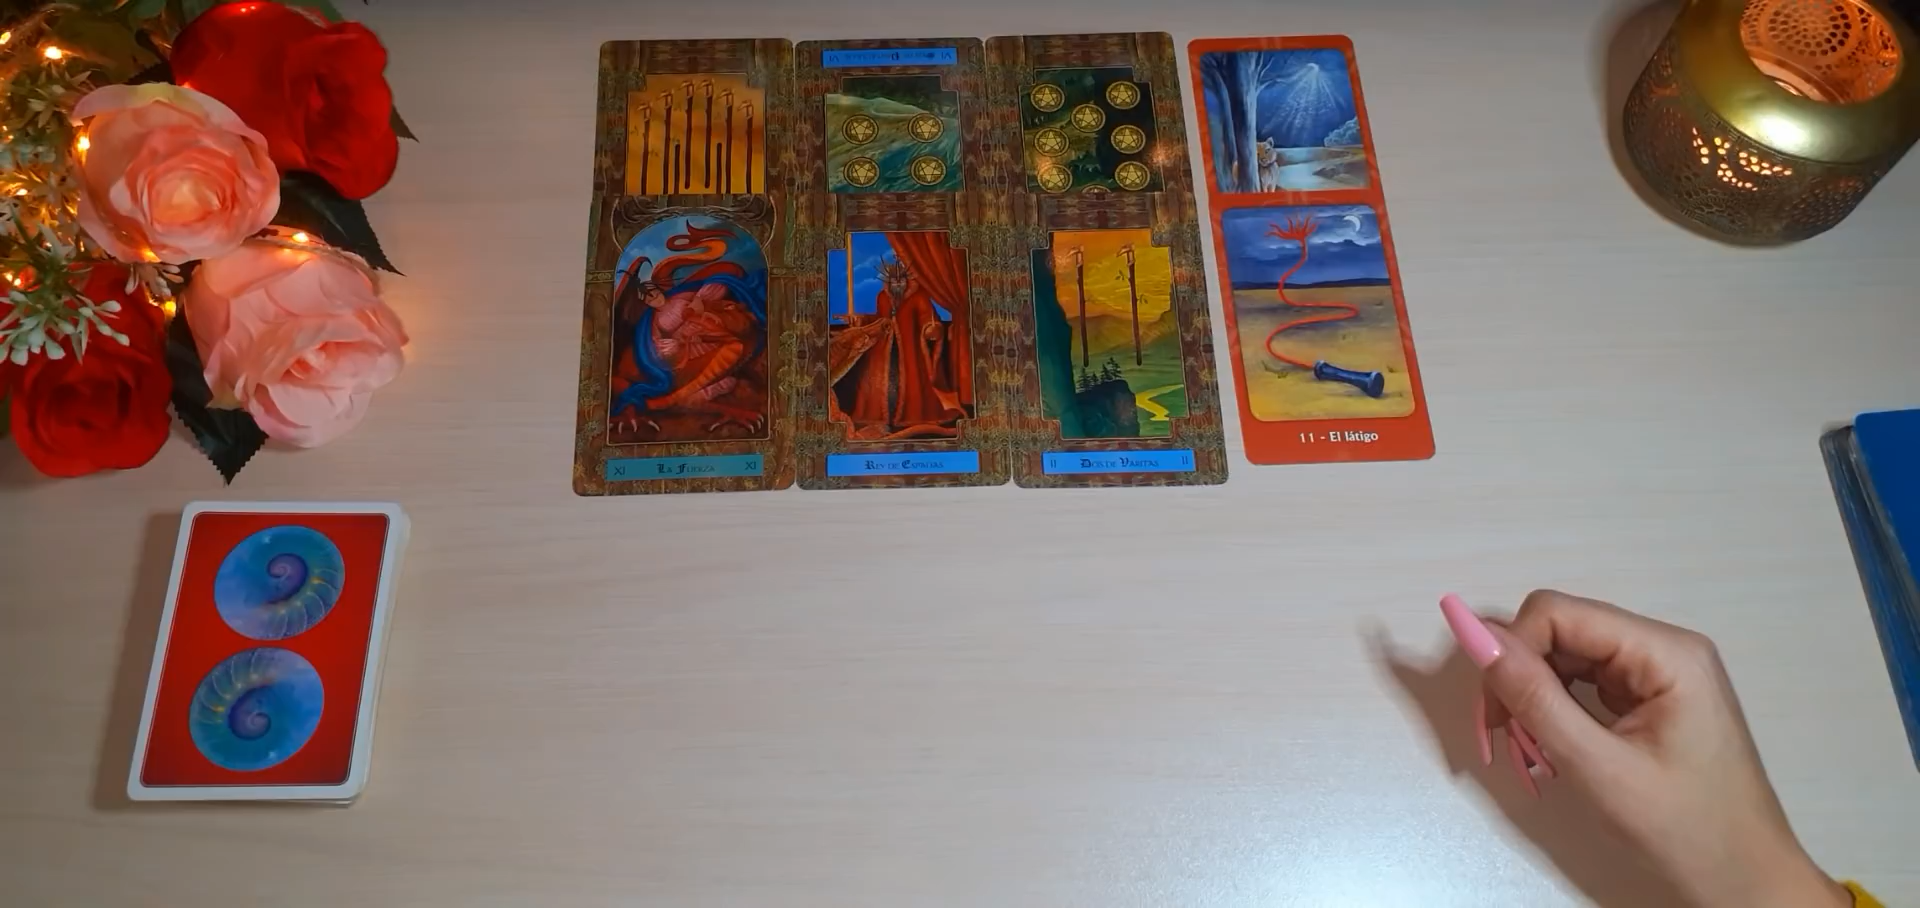 XI LA FUERZA XI
REY DE ESPADAS
II DOS DE VARITAS II
11 - El látigo